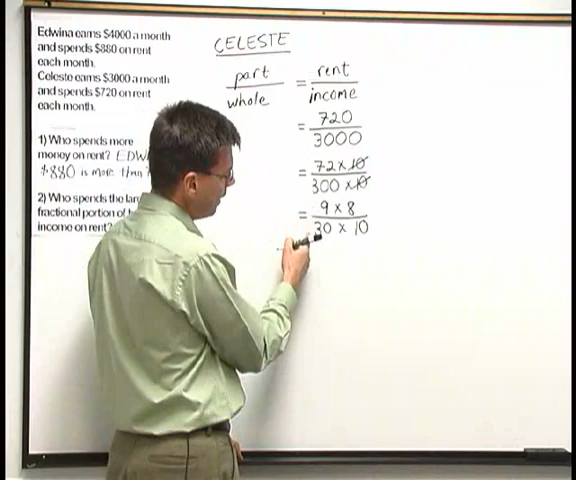 Edwina earns $4000 a month
and spends $880 on rent
each month.
Celeste earns $3000 a month
and spends $720 on rent
each month.
1) Who spends more
money on rent? EDW
$880 is more than
2) Who spends the
fractional portion of
income on rent?
CELESTE
part / whole = rent / income
= 720 / 3000
= 72 × 10 / 300 × 10
= 9 × 8 / 30 × 10